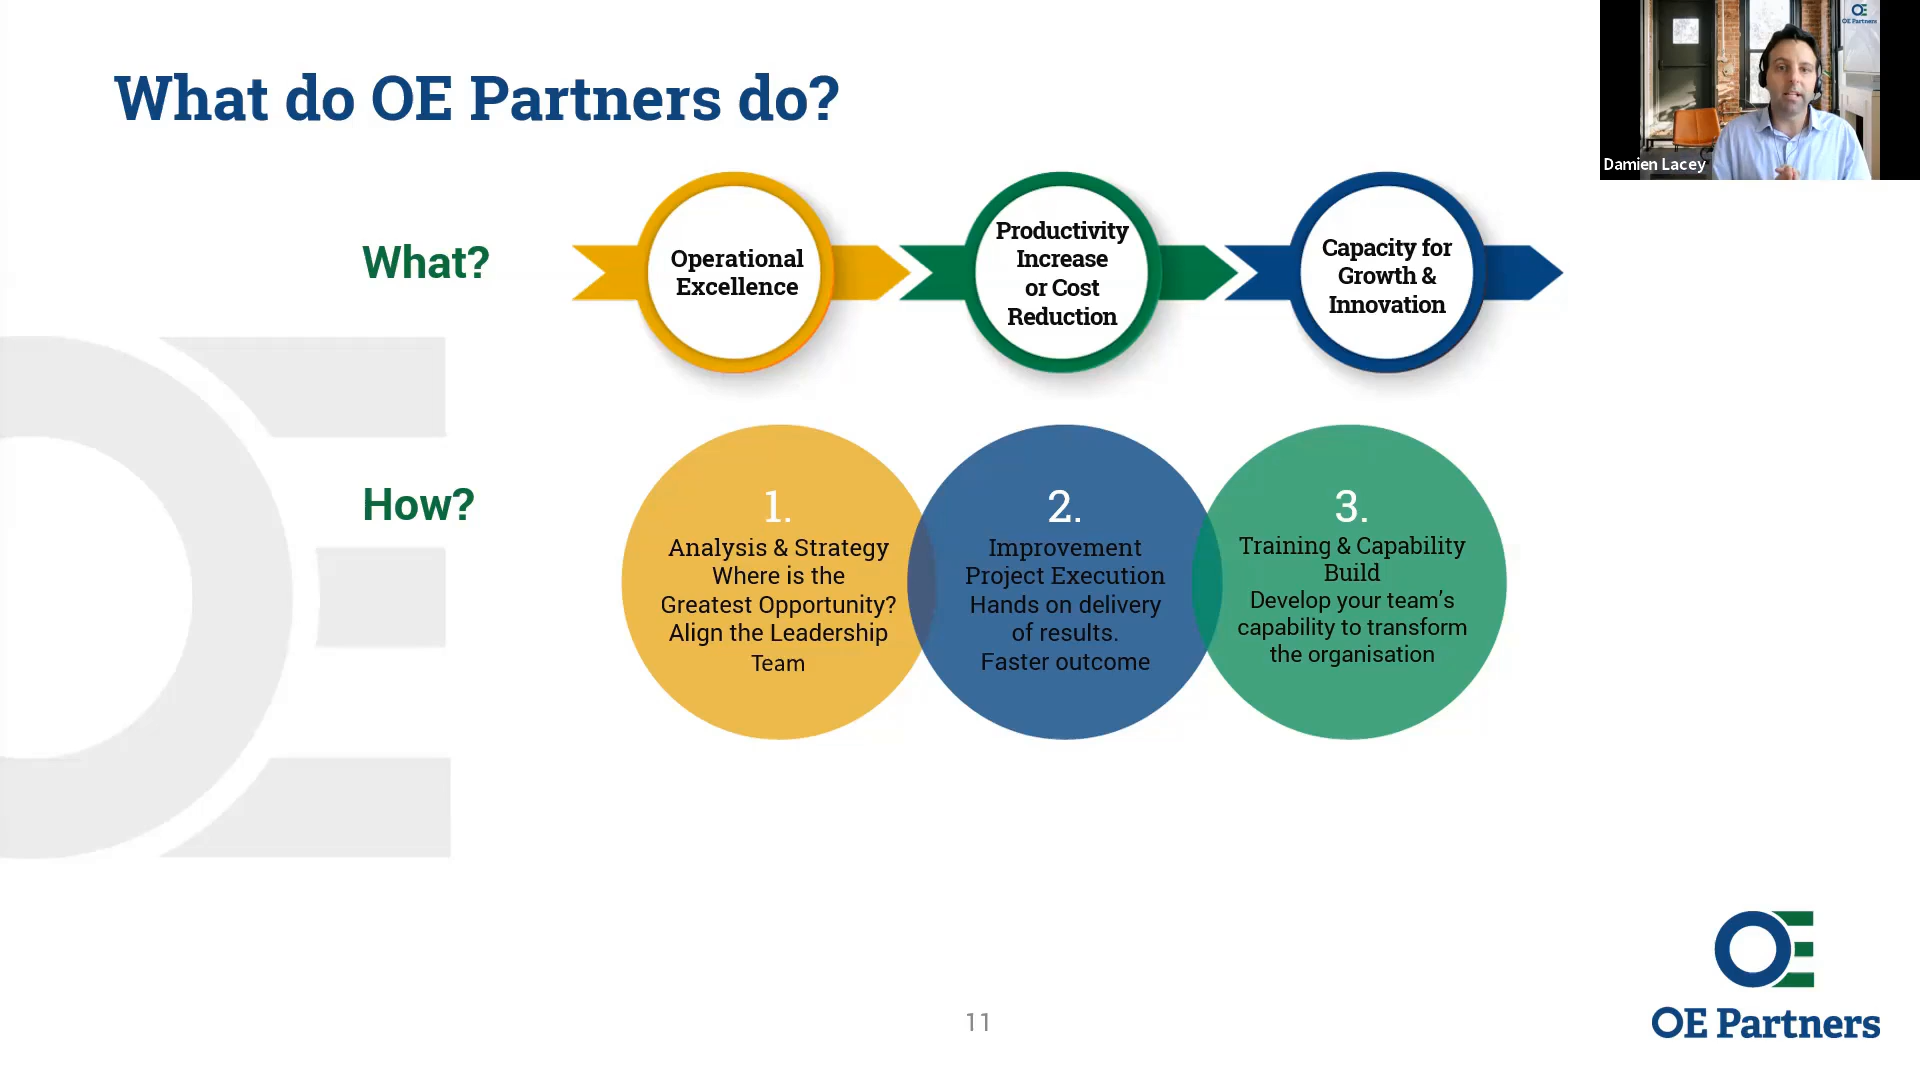 What do OE Partners do?
OE Partners
Damien Lacey
What?
Operational
Excellence
Productivity
Increase
or Cost
Reduction
Capacity for
Growth &
Innovation
How?
1.
Analysis & Strategy
Where is the
Greatest Opportunity?
Align the Leadership
Team
2.
Improvement
Project Execution
Hands on delivery
of results.
Faster outcome
3.
Training & Capability
Build
Develop your team’s
capability to transform
the organisation
OE
OE Partners
11